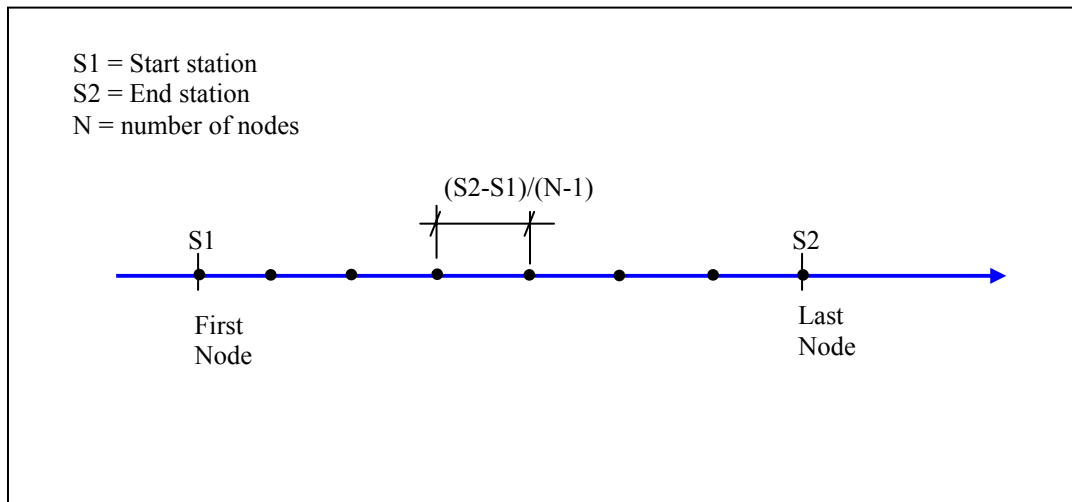 S1 = Start station
S2 = End station
N = number of nodes
(S2-S1)/(N-1)
S1
S2
First
Node
Last
Node